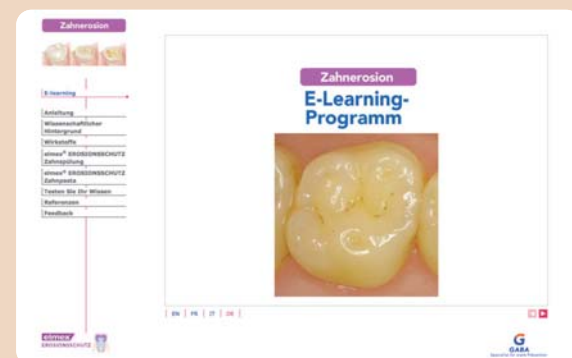 Zahnerosion
E-learning
Anleitung
Wissenschaftlicher
Hintergrund
Wirkstoffe
elmex® EROSIONSSCHUTZ
Zahnspülung
elmex® EROSIONSSCHUTZ
Zahnpasta
Testen Sie Ihr Wissen
Referenzen
Feedback
elmex
EROSIONSSCHUTZ
Zahnerosion
E-Learning-
Programm
EN | FR | IT | DE |
GABA